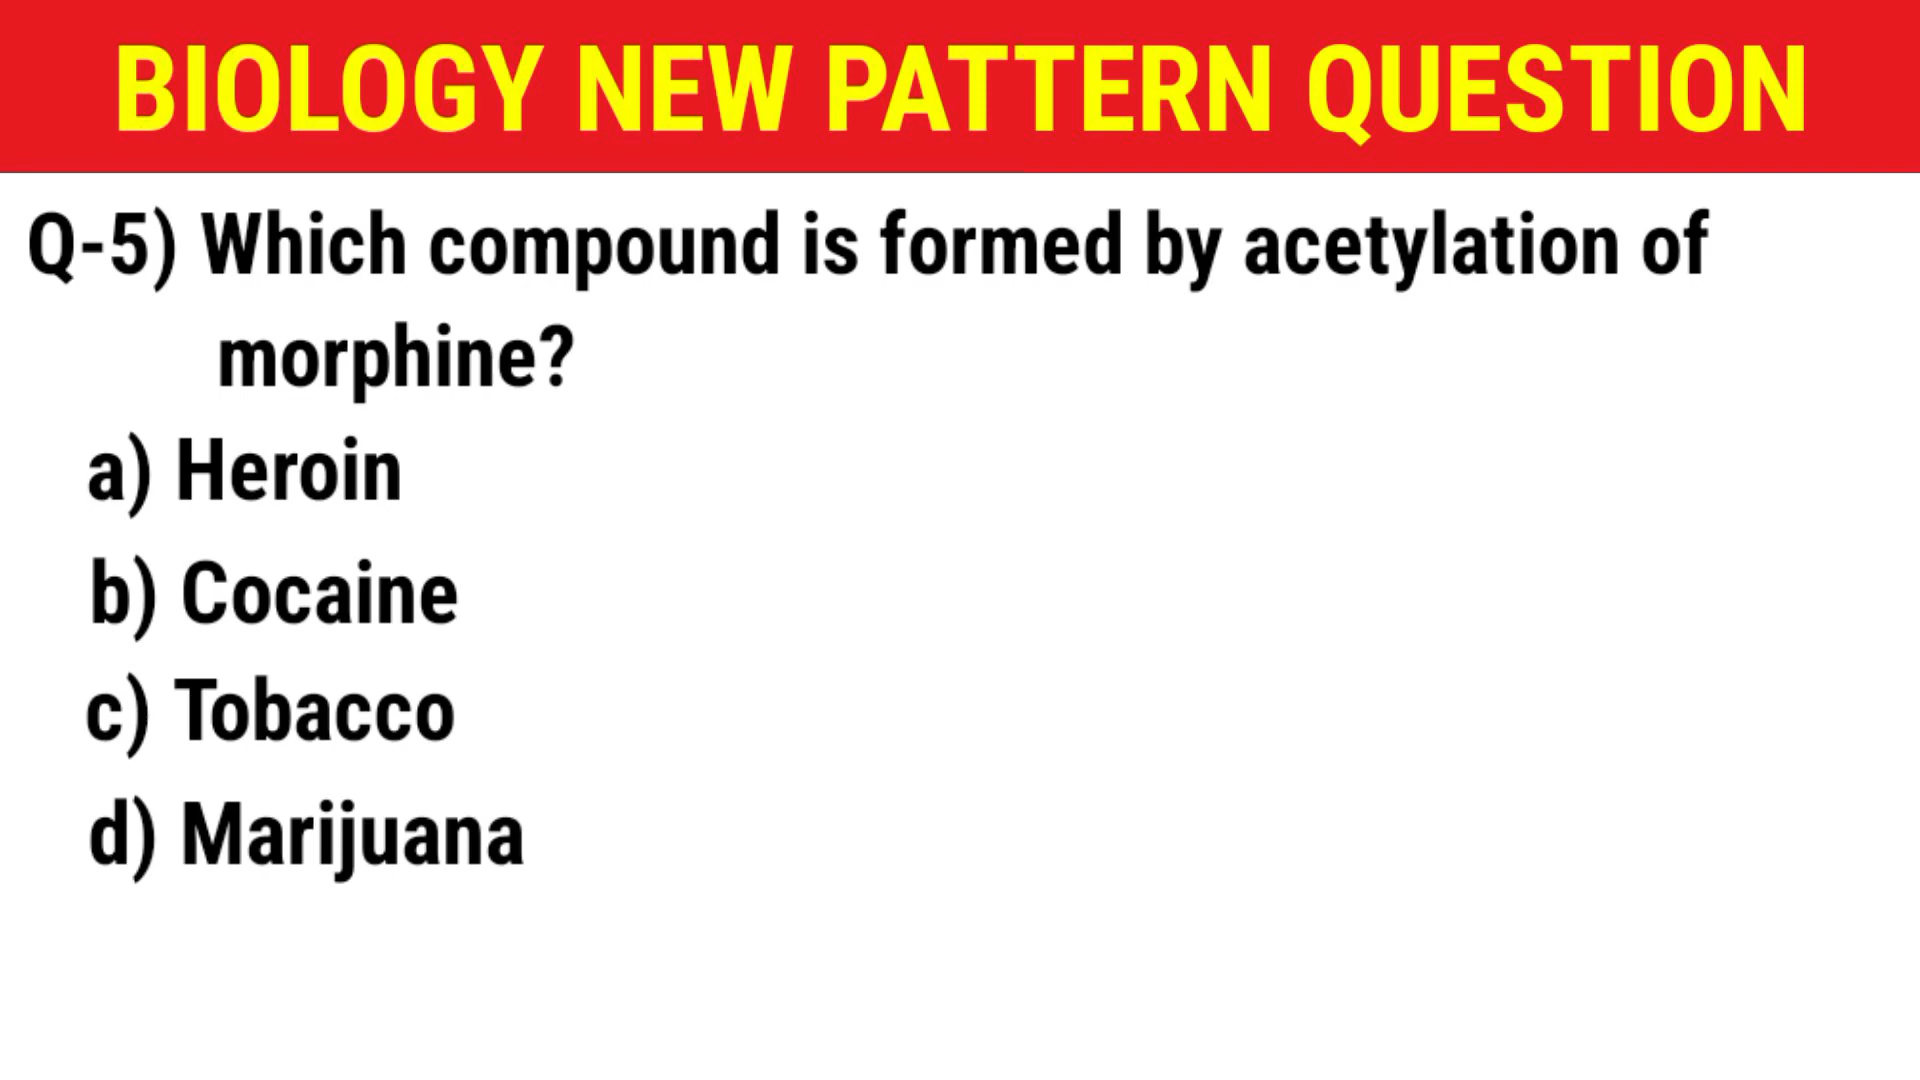 BIOLOGY NEW PATTERN QUESTION
Q-5) Which compound is formed by acetylation of
morphine?
a) Heroin
b) Cocaine
c) Tobacco
d) Marijuana